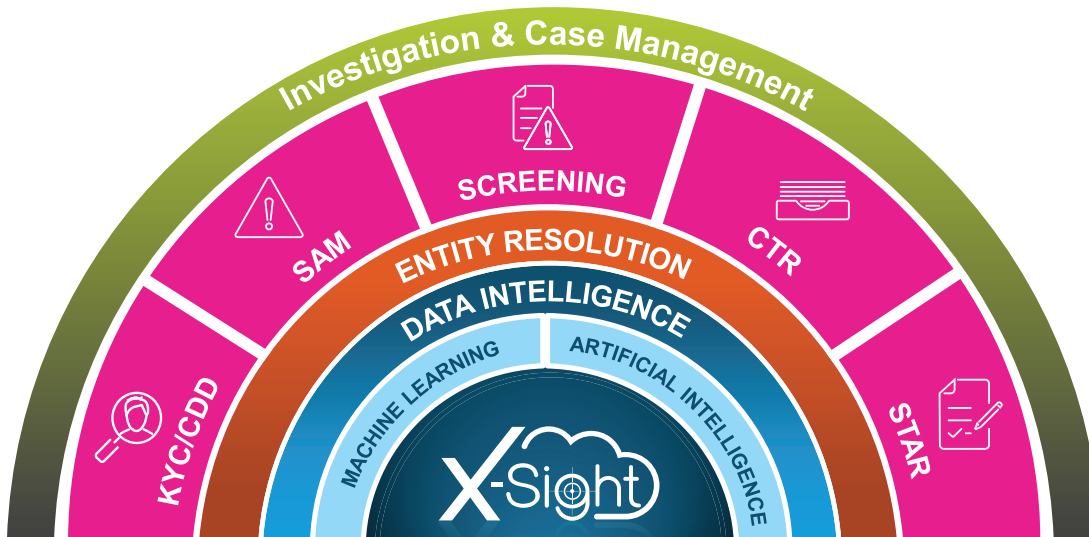 Investigation & Case Management
KYC/CDD
SAM
SCREENING
CTR
STAR
ENTITY RESOLUTION
DATA INTELLIGENCE
MACHINE LEARNING
ARTIFICIAL INTELLIGENCE
X-Sight